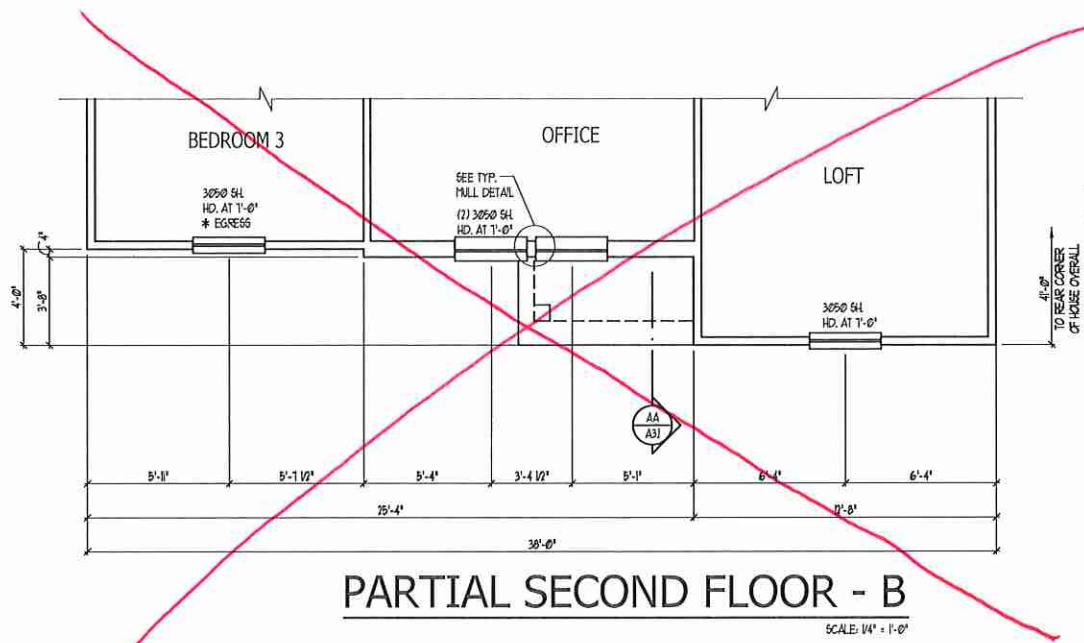 BEDROOM 3
OFFICE
LOFT
3050 SH.
HD. AT 7'-0"
* EGRESS
SEE TYP.
MULL DETAIL
(2) 3050 SH.
HD. AT 7'-0"
3050 SH.
HD. AT 7'-0"
4"
4'-0"
3'-8"
41'-0"
TO REAR CORNER
OF HOUSE OVERALL
AA
A3.1
5'-11"
5'-7 1/2"
5'-4"
3'-4 1/2"
5'-1"
6'-4"
6'-4"
25'-4"
12'-8"
38'-0"
PARTIAL SECOND FLOOR - B
SCALE: 1/4" = 1'-0"